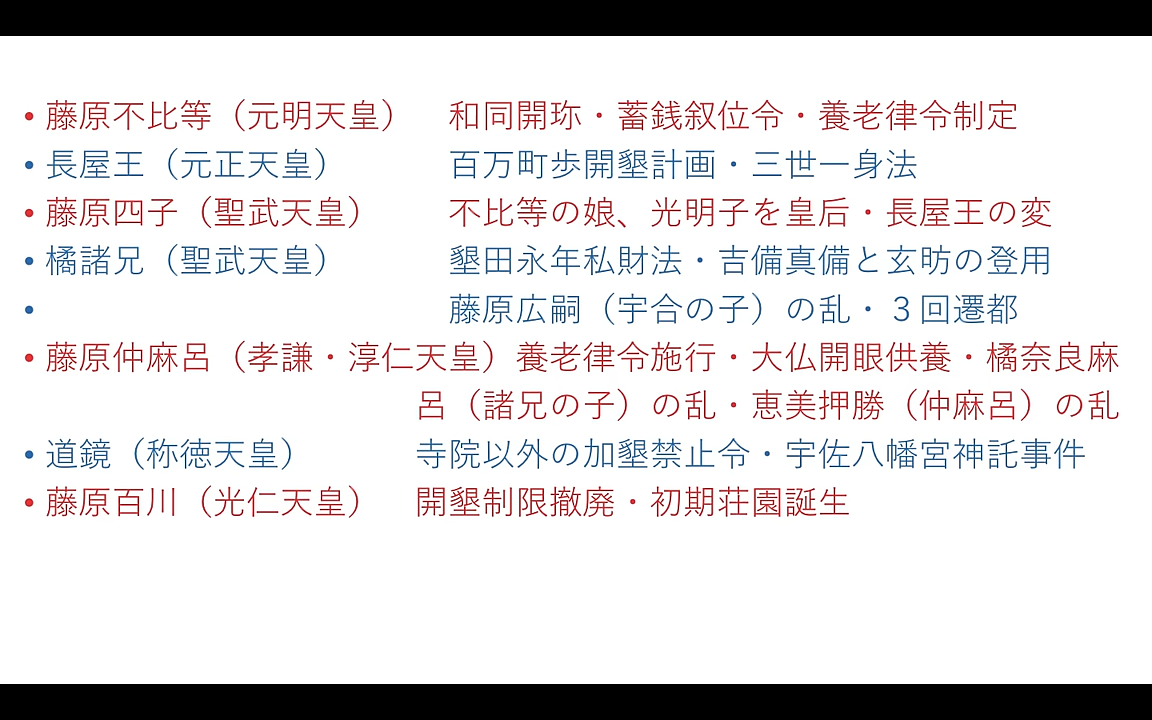 • 藤原不比等（元明天皇）　和同開珎・蓄銭叙位令・養老律令制定
• 長屋王（元正天皇）　百万町歩開墾計画・三世一身法
• 藤原四子（聖武天皇）　不比等の娘、光明子を皇后・長屋王の変
• 橘諸兄（聖武天皇）　墾田永年私財法・吉備真備と玄昉の登用
• 　藤原広嗣（宇合の子）の乱・３回遷都
• 藤原仲麻呂（孝謙・淳仁天皇）養老律令施行・大仏開眼供養・橘奈良麻
呂（諸兄の子）の乱・恵美押勝（仲麻呂）の乱
• 道鏡（称徳天皇）　寺院以外の加墾禁止令・宇佐八幡宮神託事件
• 藤原百川（光仁天皇）　開墾制限撤廃・初期荘園誕生